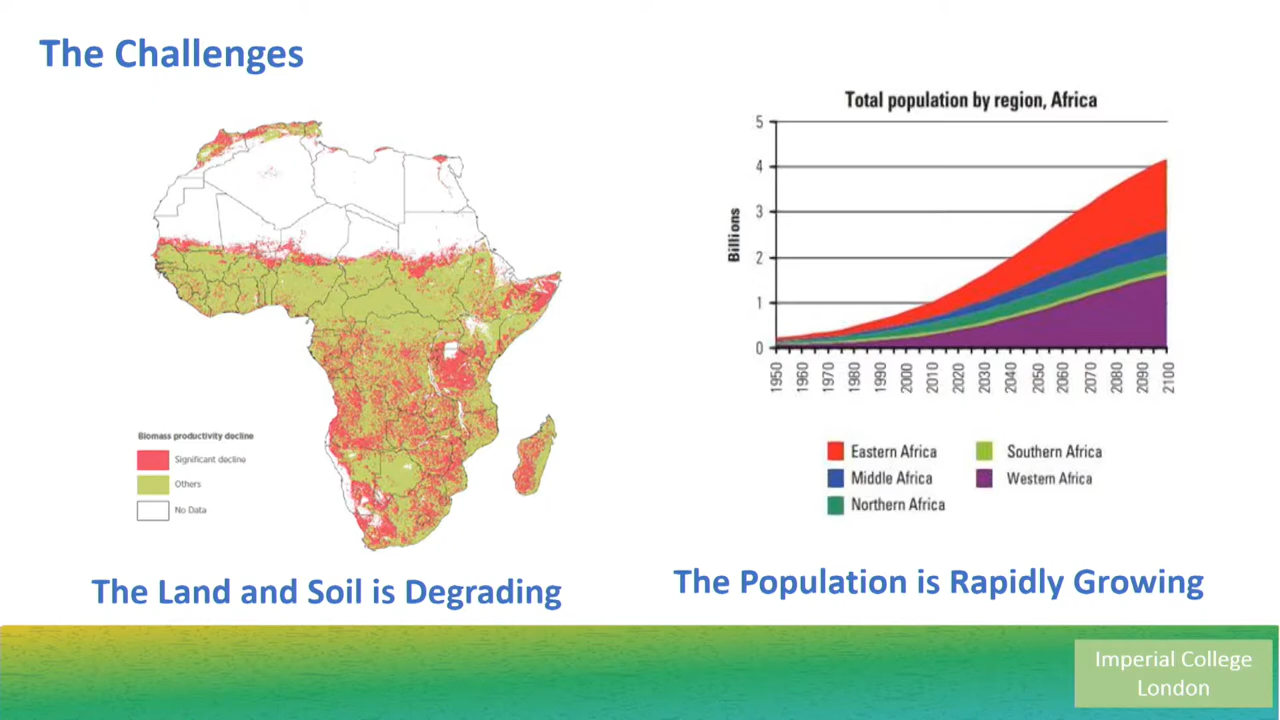 The Challenges
Biomass productivity decline
Significant decline
Others
No Data
The Land and Soil is Degrading
Total population by region, Africa
Billions
5
4
3
2
1
0
1950
1960
1970
1980
1990
2000
2010
2020
2030
2040
2050
2060
2070
2080
2090
2100
Eastern Africa
Southern Africa
Middle Africa
Western Africa
Northern Africa
The Population is Rapidly Growing
Imperial College
London